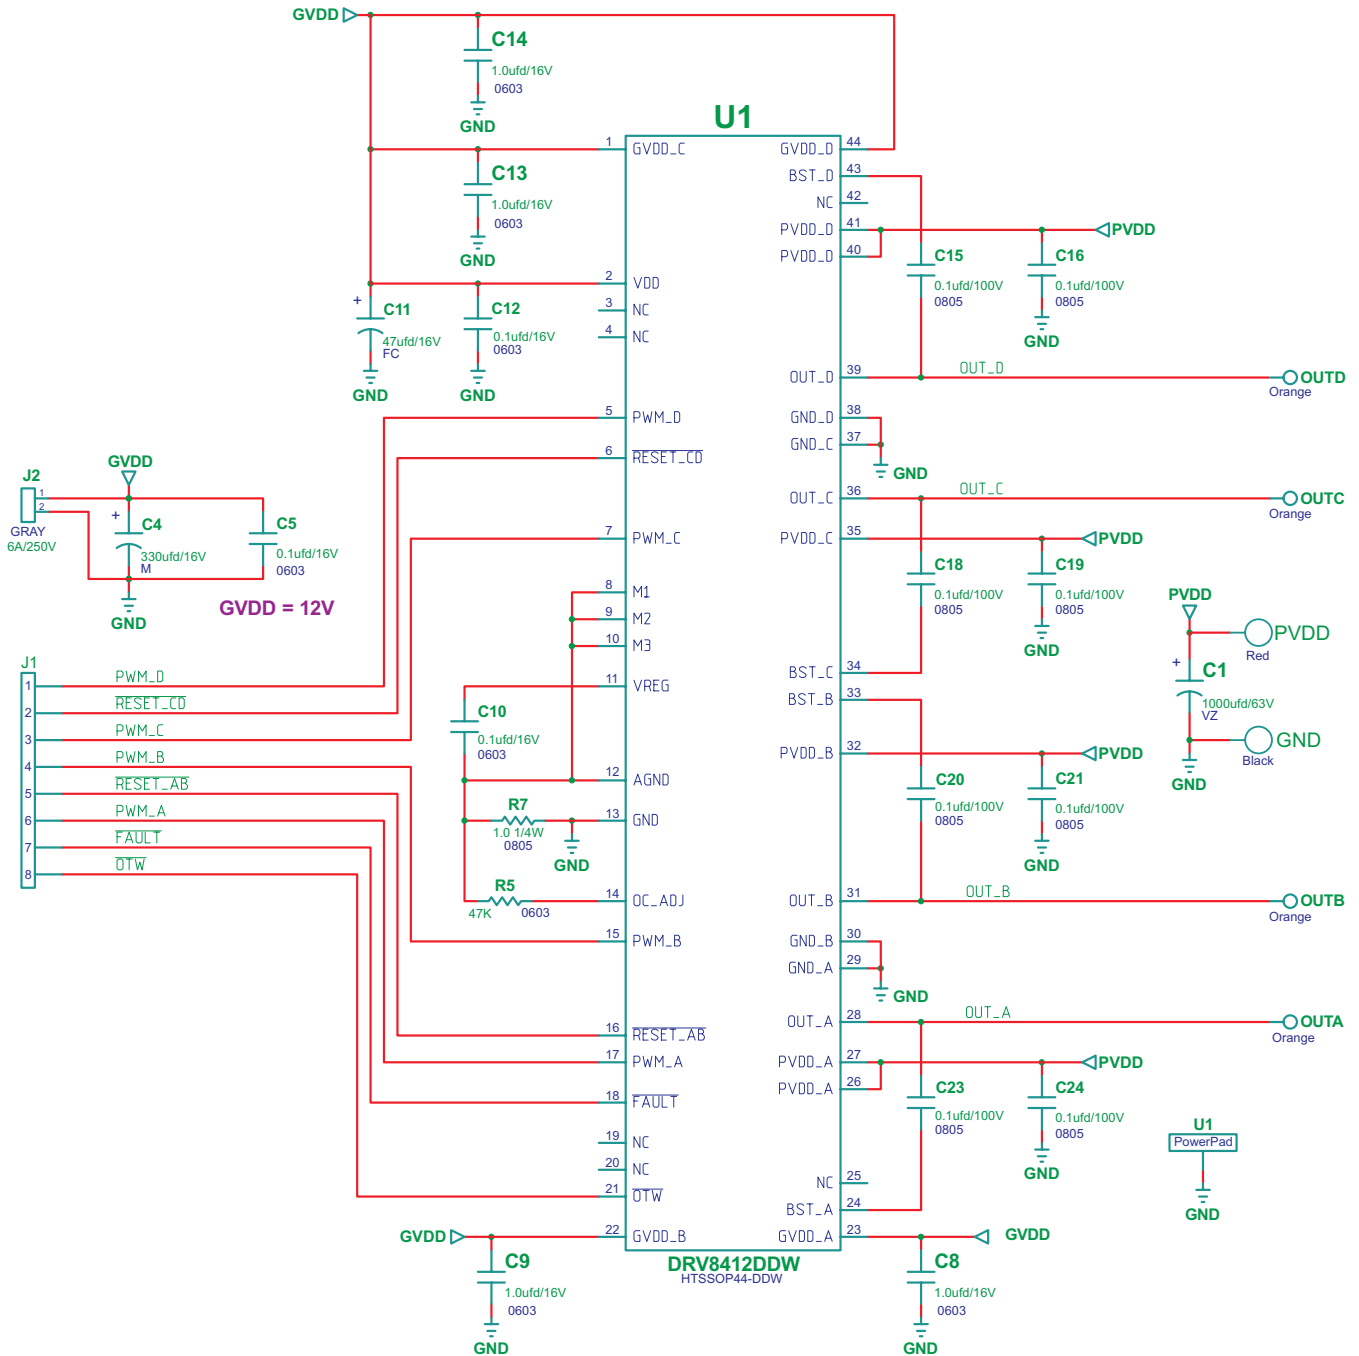 GVDD
C14
1.0ufd/16V
0603
GND
U1
1 GVDD_C
C13
1.0ufd/16V
0603
GND
2 VDD
3 NC
4 NC
+ C11
47ufd/16V
FC
GND
C12
0.1ufd/16V
0603
GND
5 PWM_D
6 RESET_CD
7 PWM_C
8 M1
9 M2
10 M3
11 VREG
C10
0.1ufd/16V
0603
12 AGND
13 GND
R7
1.0 1/4W
0805
GND
R5
47K 0603
14 OC_ADJ
15 PWM_B
16 RESET_AB
17 PWM_A
18 FAULT
19 NC
20 NC
21 OTW
22 GVDD_B
GVDD
C9
1.0ufd/16V
0603
GND
J2
1
2
GRAY
6A/250V
GVDD
+ C4
330ufd/16V
M
GND
C5
0.1ufd/16V
0603
GVDD = 12V
J1
1 PWM_D
2 RESET_CD
3 PWM_C
4 PWM_B
5 RESET_AB
6 PWM_A
7 FAULT
8 OTW
GVDD_D 44
BST_D 43
NC 42
PVDD_D 41
PVDD_D 40
PVDD
C15
0.1ufd/100V
0805
C16
0.1ufd/100V
0805
GND
OUT_D 39
OUT_D
OUTD
Orange
GND_D 38
GND_C 37
GND
OUT_C 36
OUT_C
OUTC
Orange
PVDD_C 35
PVDD
C18
0.1ufd/100V
0805
C19
0.1ufd/100V
0805
GND
BST_C 34
BST_B 33
PVDD_B 32
PVDD
C20
0.1ufd/100V
0805
C21
0.1ufd/100V
0805
GND
OUT_B 31
OUT_B
OUTB
Orange
GND_B 30
GND_A 29
GND
OUT_A 28
OUT_A
OUTA
Orange
PVDD_A 27
PVDD_A 26
PVDD
C23
0.1ufd/100V
0805
C24
0.1ufd/100V
0805
GND
NC 25
BST_A 24
GVDD_A 23
GVDD
C8
1.0ufd/16V
0603
GND
DRV8412DDW
HTSSOP44-DDW
PVDD
PVDD
Red
+ C1
1000ufd/63V
VZ
GND
Black
GND
U1
PowerPad
GND